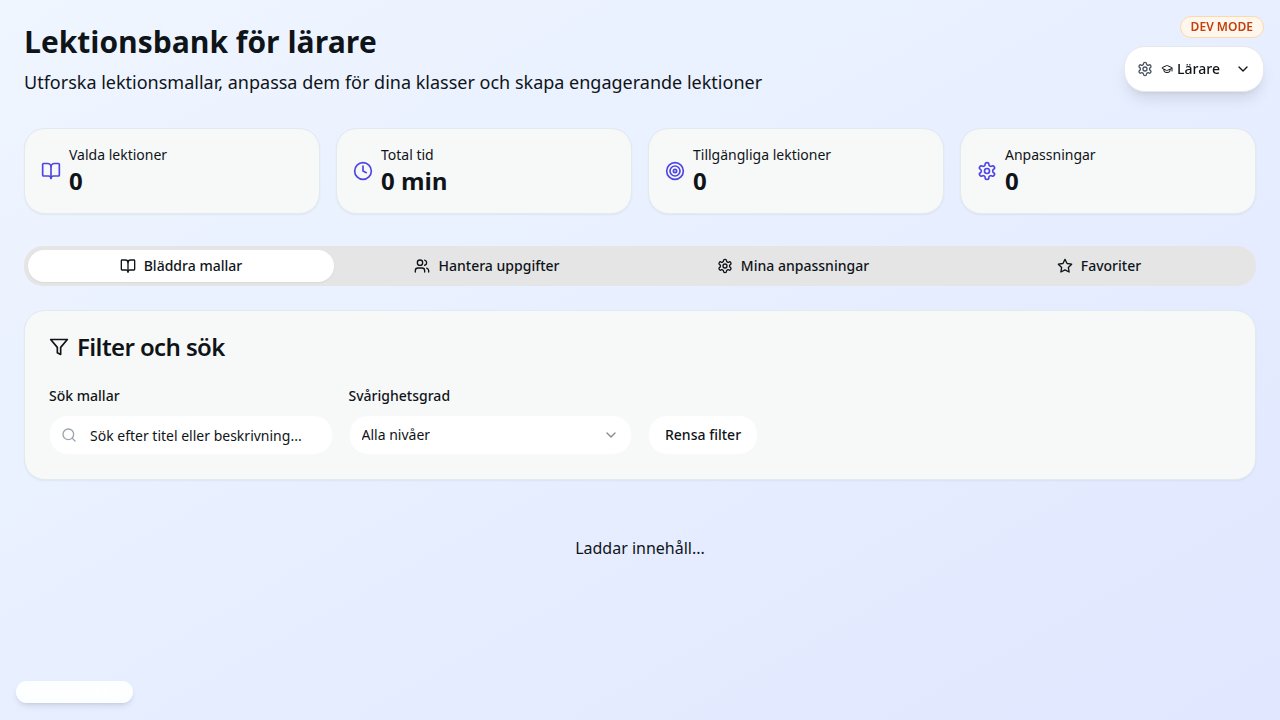 Lektionsbank för lärare
Utforska lektionsmallar, anpassa dem för dina klasser och skapa engagerande lektioner
DEV MODE
Lärare
Valda lektioner
0
Total tid
0 min
Tillgängliga lektioner
0
Anpassningar
0
Bläddra mallar
Hantera uppgifter
Mina anpassningar
Favoriter
Filter och sök
Sök mallar
Svårighetsgrad
Sök efter titel eller beskrivning...
Alla nivåer
Rensa filter
Laddar innehåll...